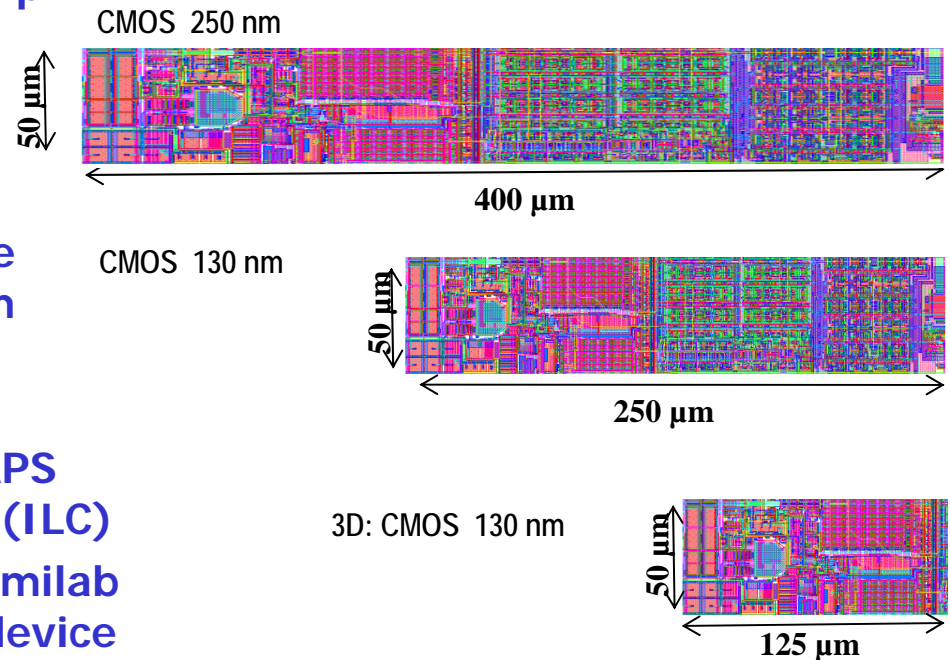 p
CMOS 250 nm
50 µm
400 µm
e
CMOS 130 nm
n
50 µm
250 µm
APS
(ILC)
3D: CMOS 130 nm
milab
50 µm
device
125 µm